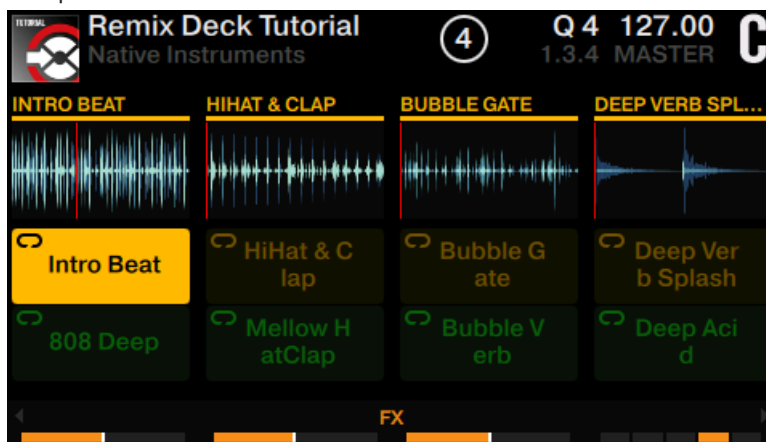 TUTORIAL
Remix Deck Tutorial
Native Instruments
4
Q 4 127.00
1.3.4 MASTER
C
INTRO BEAT HIHAT & CLAP BUBBLE GATE DEEP VERB SPL...
Intro Beat
HiHat & C
lap
Bubble G
ate
Deep Ver
b Splash
808 Deep
Mellow H
atClap
Bubble V
erb
Deep Aci
d
FX